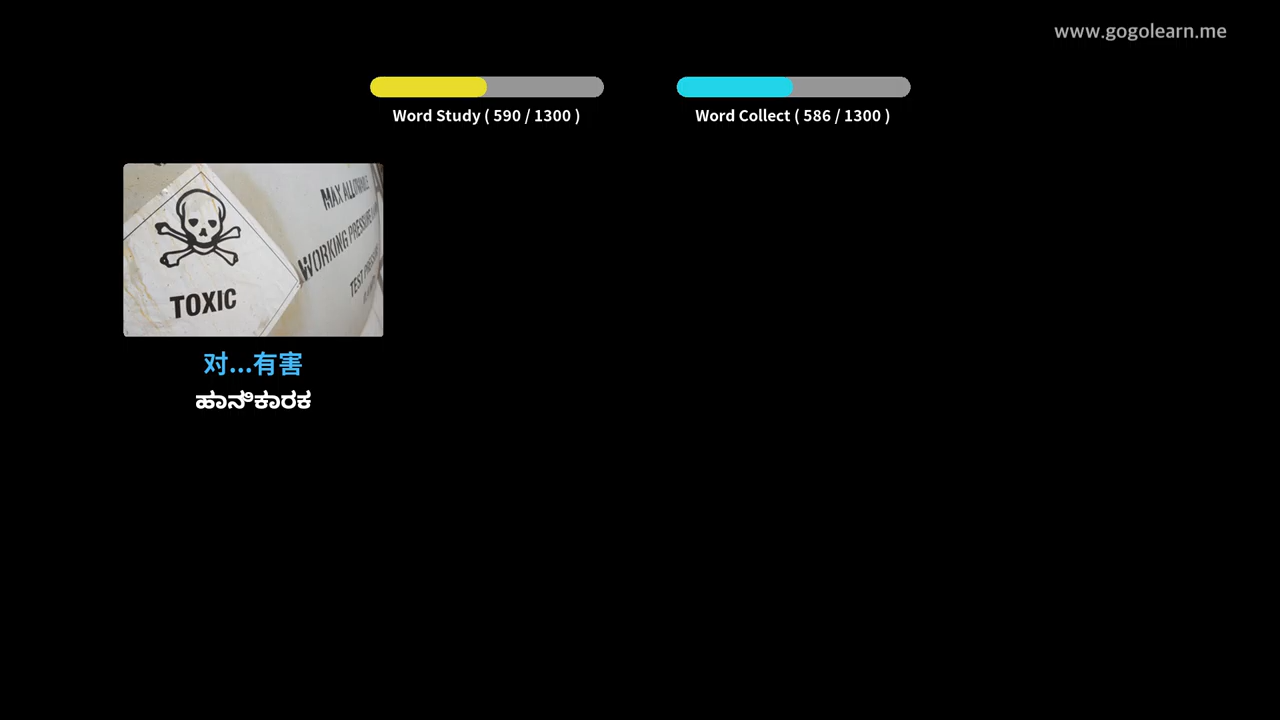 www.gogolearn.me
Word Study ( 590 / 1300 )
Word Collect ( 586 / 1300 )
MAX ALLOWABLE
WORKING PRESSURE
TEST
TOXIC
对...有害
ಹಾನಿಕಾರಕ